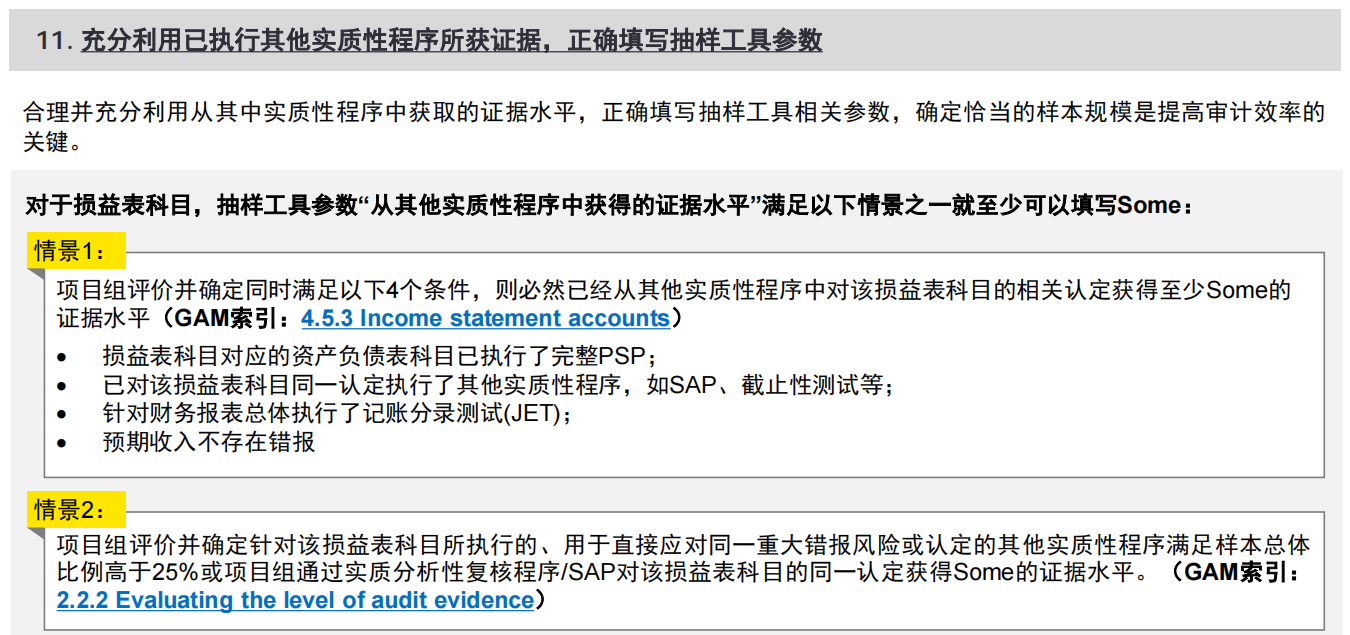 11. 充分利用已执行其他实质性程序所获证据，正确填写抽样工具参数
合理并充分利用从其中实质性程序中获取的证据水平，正确填写抽样工具相关参数，确定恰当的样本规模是提高审计效率的
关键。
对于损益表科目，抽样工具参数“从其他实质性程序中获得的证据水平”满足以下情景之一就至少可以填写Some：
情景1：
项目组评价并确定同时满足以下4个条件，则必然已经从其他实质性程序中对该损益表科目的相关认定获得至少Some的
证据水平（GAM索引：4.5.3 Income statement accounts）
• 损益表科目对应的资产负债表科目已执行了完整PSP；
• 已对该损益表科目同一认定执行了其他实质性程序，如SAP、截止性测试等；
• 针对财务报表总体执行了记账分录测试(JET)；
• 预期收入不存在错报
情景2：
项目组评价并确定针对该损益表科目所执行的、用于直接应对同一重大错报风险或认定的其他实质性程序满足样本总体
比例高于25%或项目组通过实质分析性复核程序/SAP对该损益表科目的同一认定获得Some的证据水平。（GAM索引：
2.2.2 Evaluating the level of audit evidence）